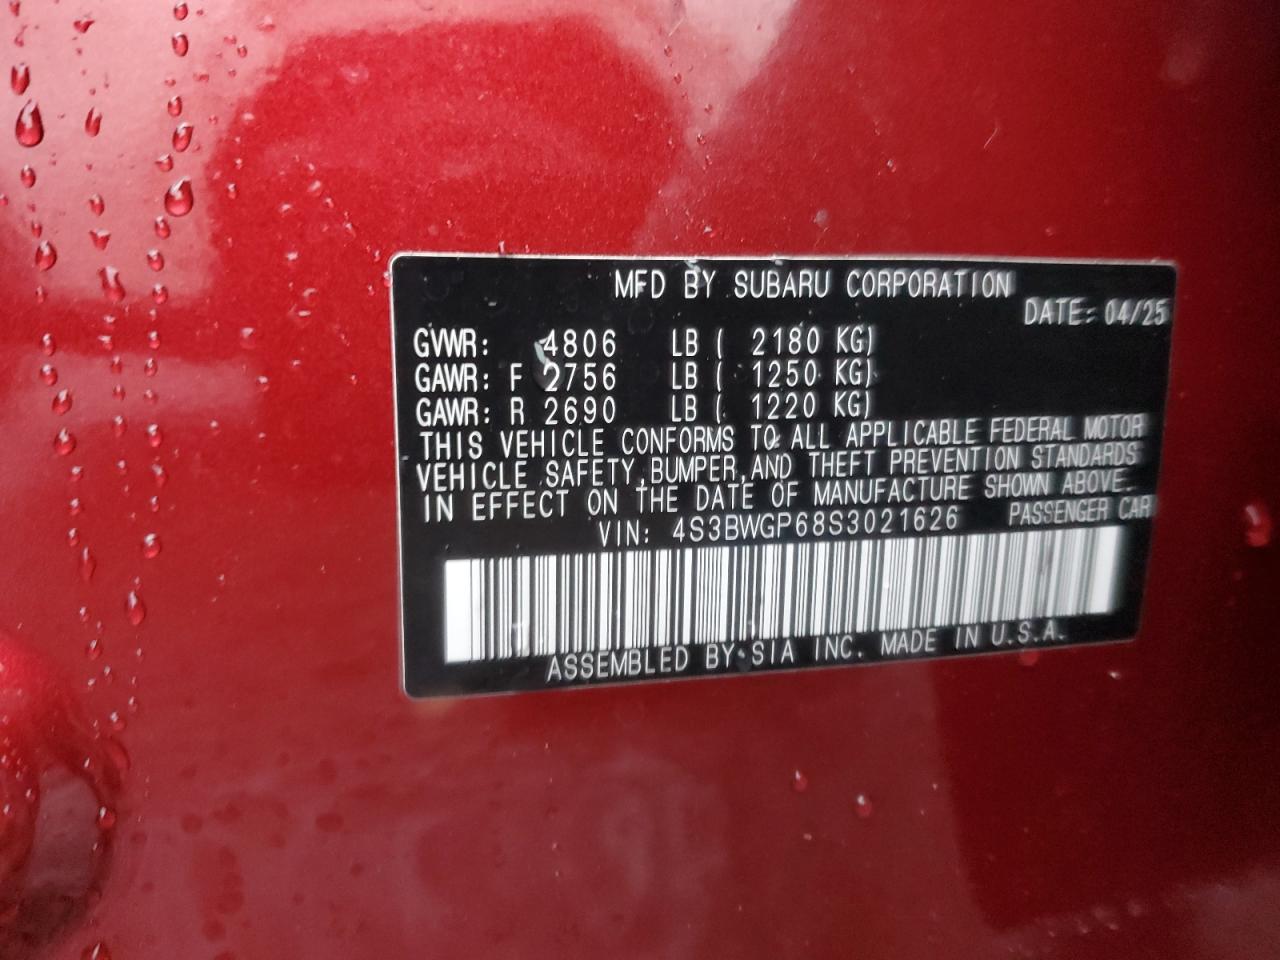 MFD BY SUBARU CORPORATION
DATE: 04/25
GVWR: 4806 LB ( 2180 KG)
GAWR: F 2756 LB ( 1250 KG)
GAWR: R 2690 LB ( 1220 KG)
THIS VEHICLE CONFORMS TO ALL APPLICABLE FEDERAL MOTOR
VEHICLE SAFETY, BUMPER, AND THEFT PREVENTION STANDARDS
IN EFFECT ON THE DATE OF MANUFACTURE SHOWN ABOVE.
VIN: 4S3BWGP68S3021626 PASSENGER CAR
ASSEMBLED BY SIA INC. MADE IN U.S.A.